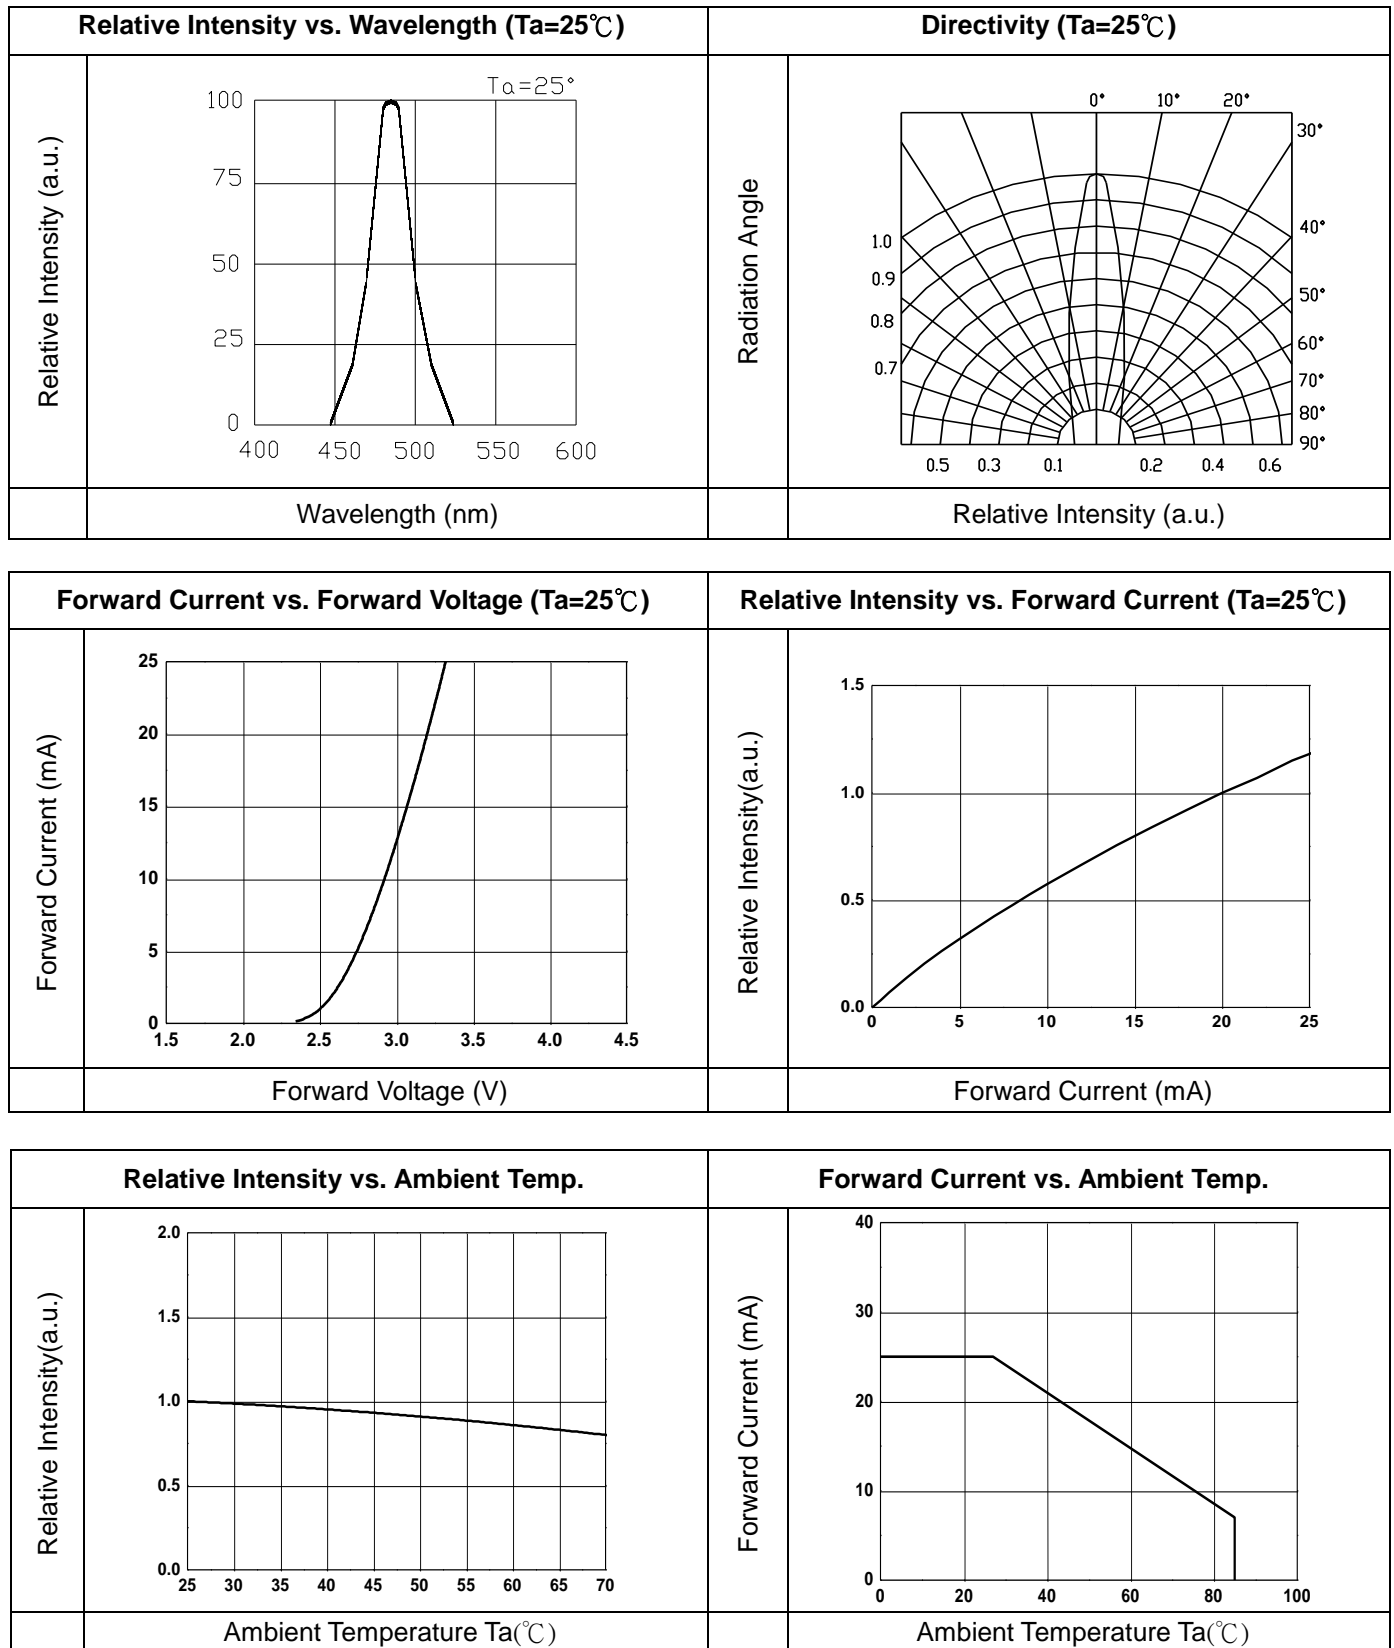 Relative Intensity vs. Wavelength (Ta=25℃)
Directivity (Ta=25℃)
Relative Intensity (a.u.)
Ta=25°
100
75
50
25
0
400 450 500 550 600
Wavelength (nm)
Radiation Angle
0° 10° 20°
30°
40°
50°
60°
70°
80°
90°
1.0
0.9
0.8
0.7
0.5 0.3 0.1 0.2 0.4 0.6
Relative Intensity (a.u.)
Forward Current vs. Forward Voltage (Ta=25℃)
Relative Intensity vs. Forward Current (Ta=25℃)
Forward Current (mA)
25
20
15
10
5
0
1.5 2.0 2.5 3.0 3.5 4.0 4.5
Forward Voltage (V)
Relative Intensity(a.u.)
1.5
1.0
0.5
0.0
0 5 10 15 20 25
Forward Current (mA)
Relative Intensity vs. Ambient Temp.
Forward Current vs. Ambient Temp.
Relative Intensity(a.u.)
2.0
1.5
1.0
0.5
0.0
25 30 35 40 45 50 55 60 65 70
Ambient Temperature Ta(℃)
Forward Current (mA)
40
30
20
10
0
0 20 40 60 80 100
Ambient Temperature Ta(℃)